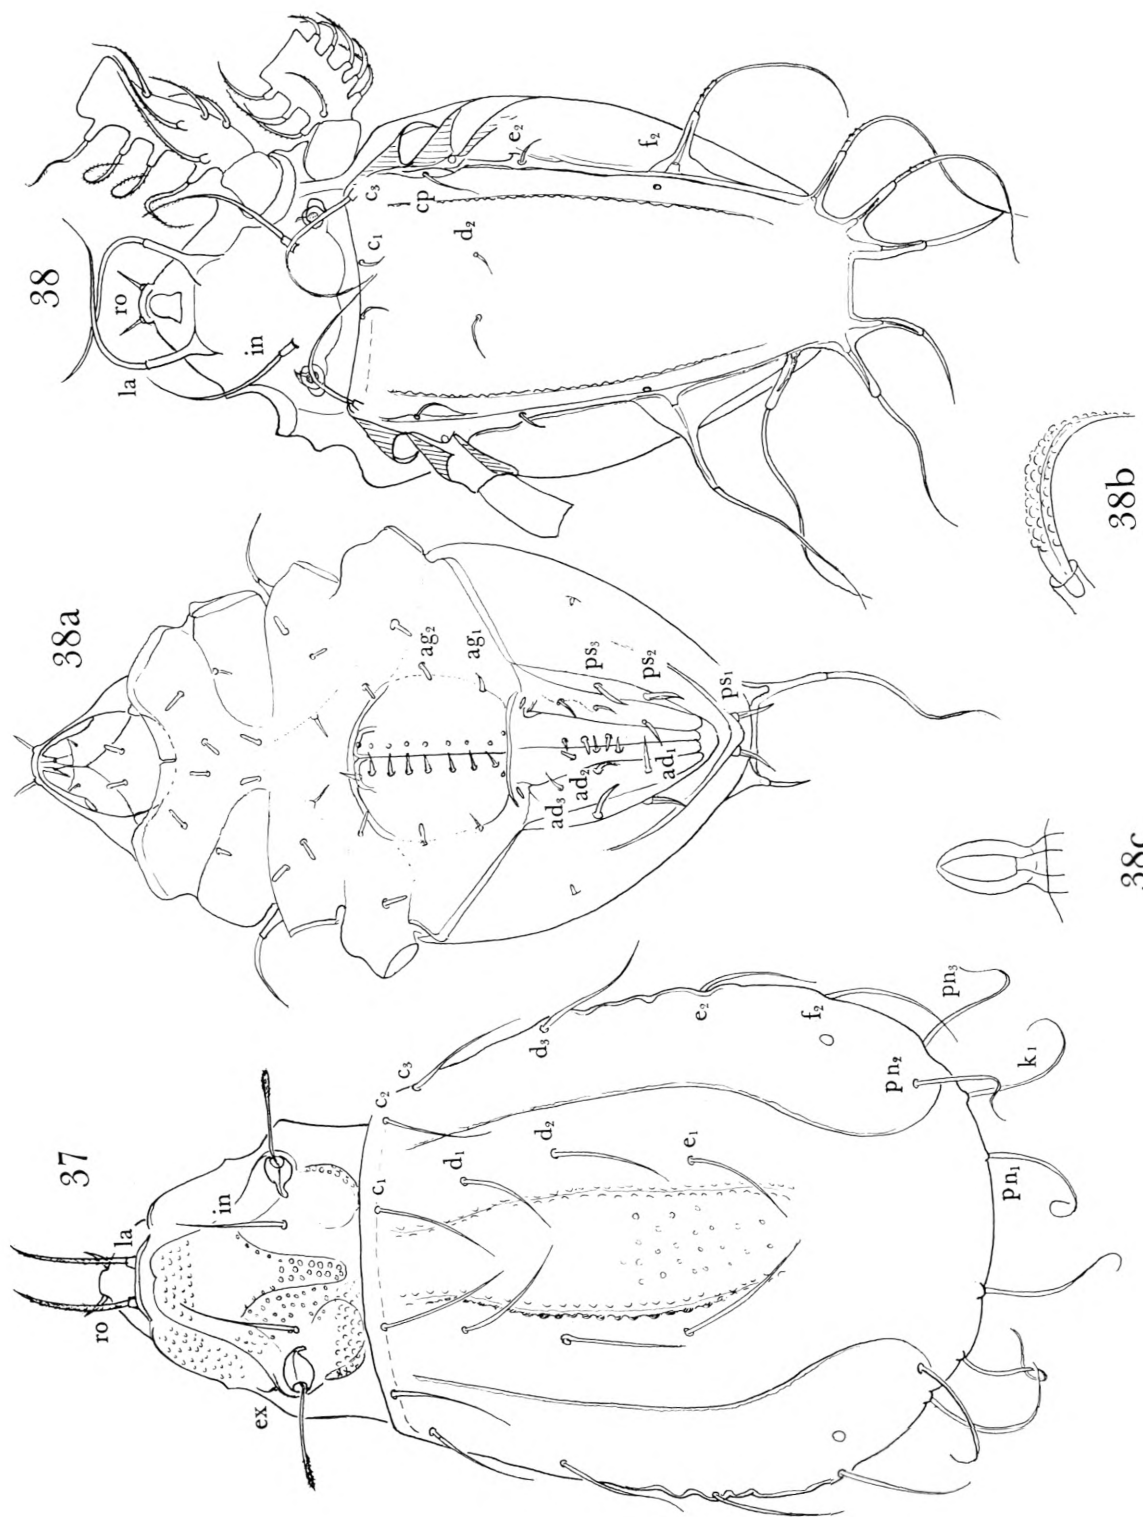 38
la
ro
in
c₃
c₁
cp
d₂
e₂
f₂
38a
ag₂
ag₁
ps₃
ps₂
ps₁
ad₃
ad₂
ad₁
38b
38c
37
ro
la
in
ex
c₁
c₂
c₃
d₁
d₂
d₃
e₁
e₂
f₂
pn₂
pn₃
k₁
pn₁